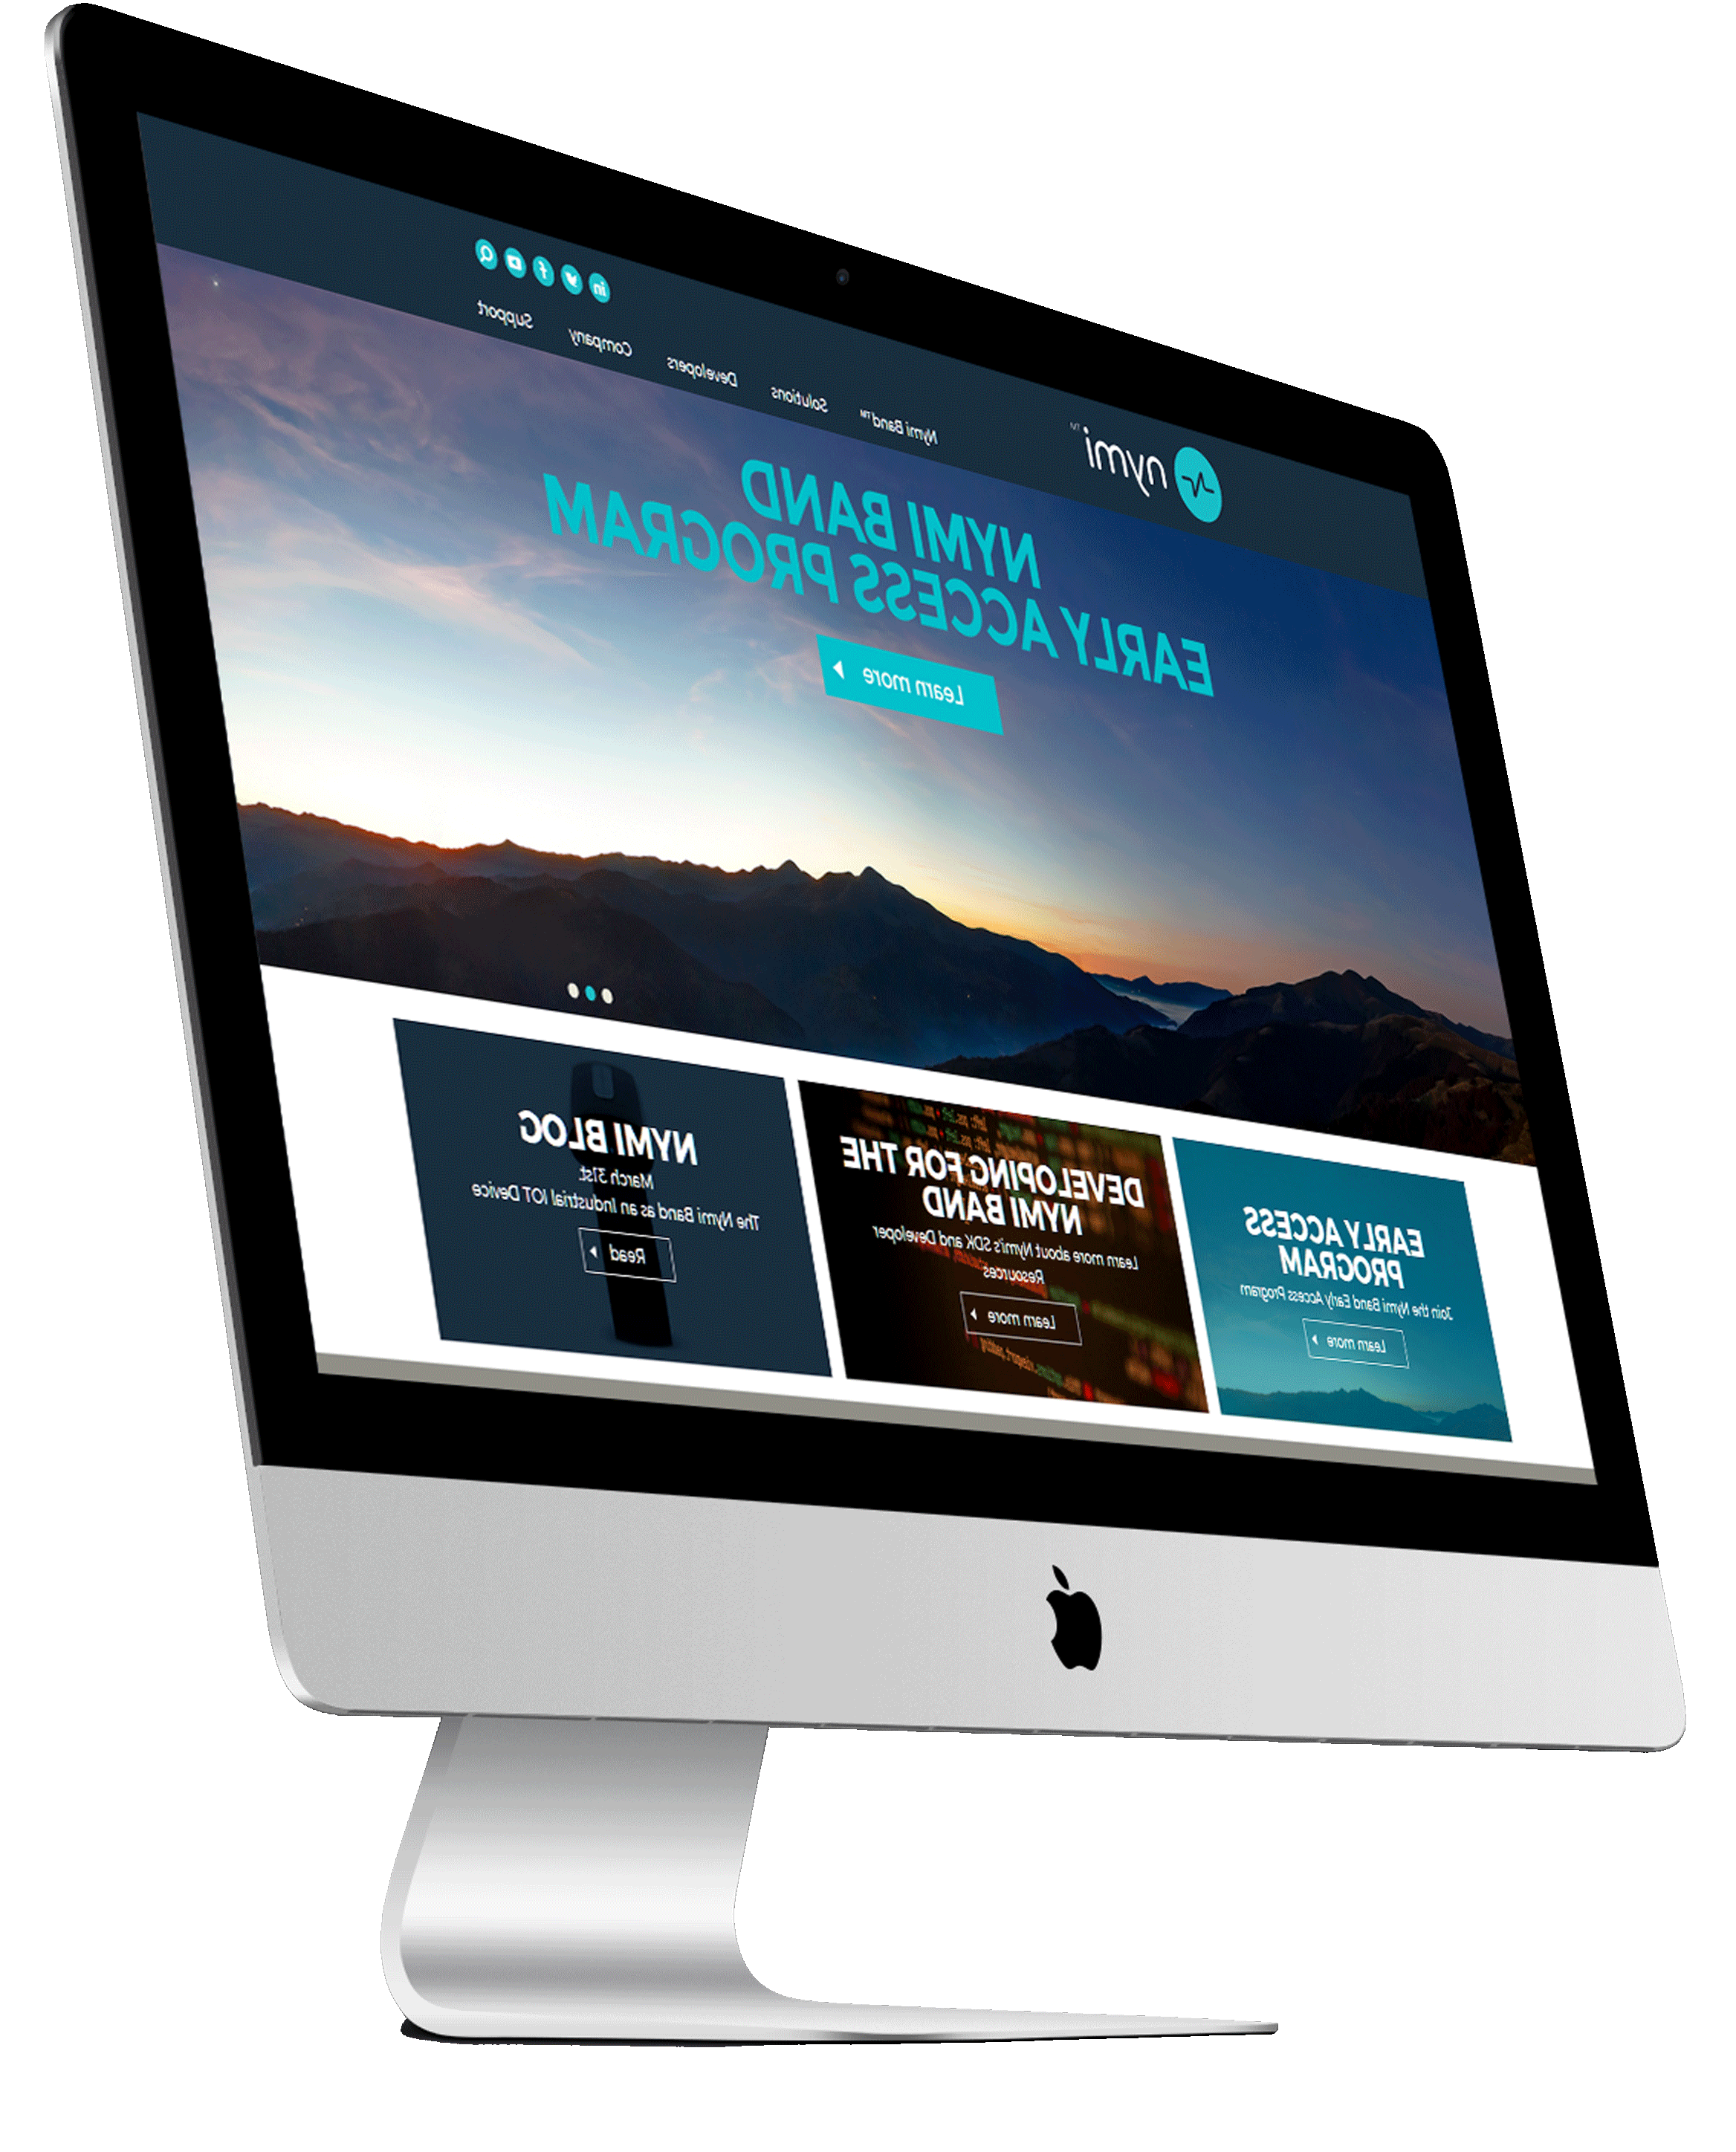 nymi™
Nymi Band™ Solutions Developers Company Support
NYMI BAND
EARLY ACCESS PROGRAM
Learn more
EARLY ACCESS
PROGRAM
Join the Nymi Band Early Access Program
Learn more
DEVELOPING FOR THE
NYMI BAND
Learn more about Nymi's SDK and Developer
Resources
Learn more
NYMI BLOG
March 31st.
The Nymi Band as an Industrial IOT Device
Read